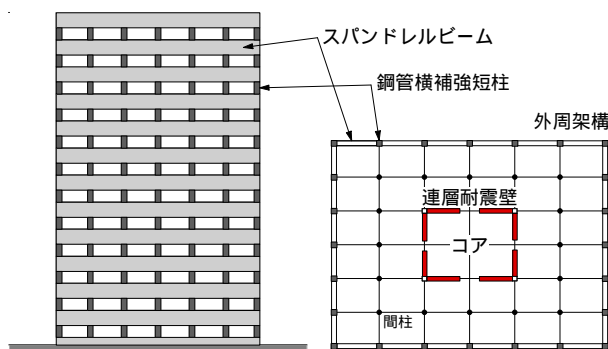 スパンドレルビーム
鋼管横補強短柱
外周架構
連層耐震壁
コア
間柱